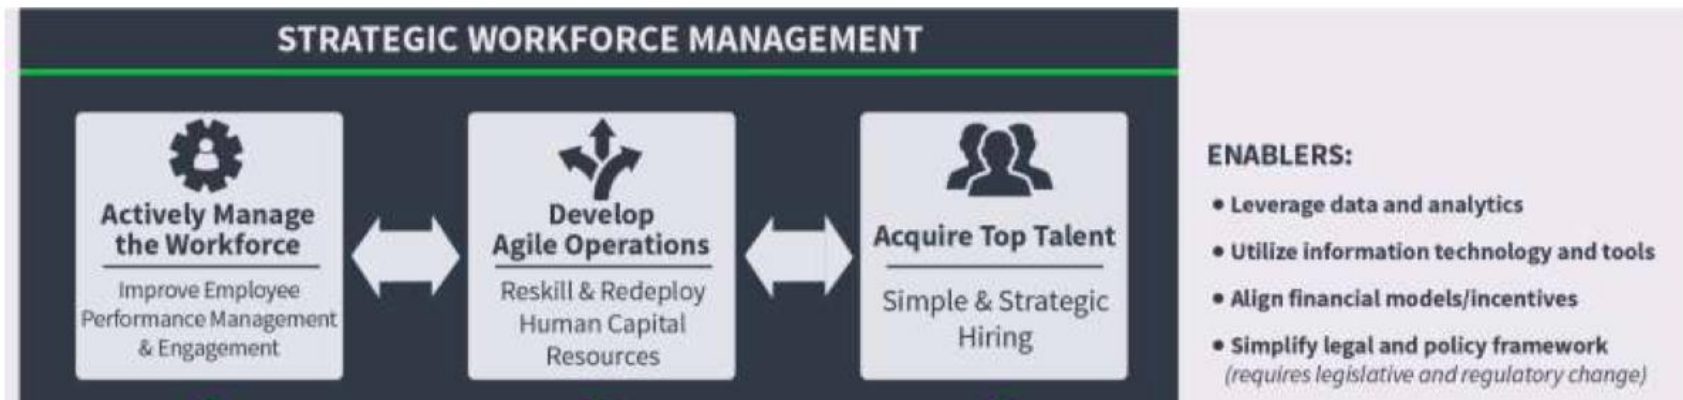 STRATEGIC WORKFORCE MANAGEMENT
Actively Manage
the Workforce
Improve Employee
Performance Management
& Engagement
Develop
Agile Operations
Reskill & Redeploy
Human Capital
Resources
Acquire Top Talent
Simple & Strategic
Hiring
ENABLERS:
• Leverage data and analytics
• Utilize information technology and tools
• Align financial models/incentives
• Simplify legal and policy framework
(requires legislative and regulatory change)